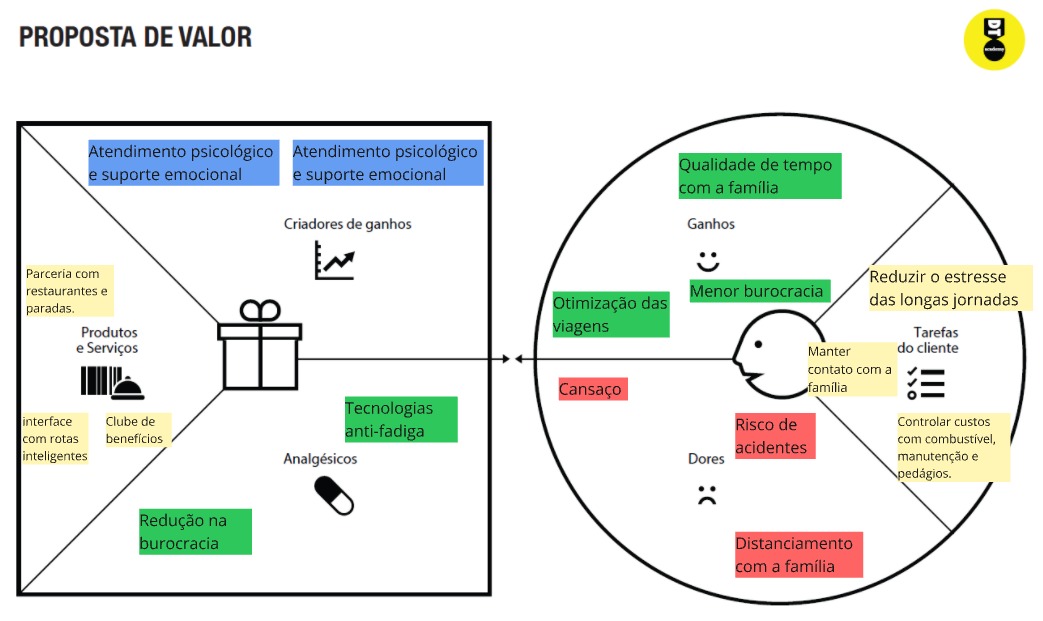 PROPOSTA DE VALOR
DT
academy
Atendimento psicológico
e suporte emocional
Atendimento psicológico
e suporte emocional
Criadores de ganhos
Parceria com
restaurantes e
paradas.
Produtos
e Serviços
interface
com rotas
inteligentes
Clube de
benefícios
Tecnologias
anti-fadiga
Analgésicos
Redução na
burocracia
Qualidade de tempo
com a família
Ganhos
Menor burocracia
Otimização das
viagens
Reduzir o estresse
das longas jornadas
Tarefas
do cliente
Manter
contato com a
família
Controlar custos
com combustível,
manutenção e
pedágios.
Cansaço
Risco de
acidentes
Dores
Distanciamento
com a família